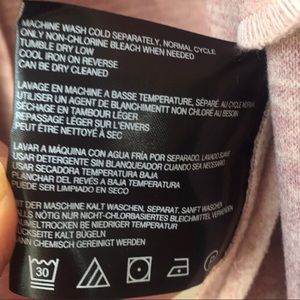 MACHINE WASH COLD SEPARATELY, NORMAL CYCLE
ONLY NON-CHLORINE BLEACH WHEN NEEDED
TUMBLE DRY LOW
COOL IRON ON REVERSE
CAN BE DRY CLEANED
LAVAGE EN MACHINE A BASSE TEMPERATURE, SÉPARÉ, AU CYCLE NORMAL
UTILISER UN AGENT DE BLANCHIMENT NON CHLORÉ AU BESOIN
SÉCHAGE EN TAMBOUR LÉGER
REPASSAGE LÉGER SUR L'ENVERS
PEUT ÊTRE NETTOYÉ À SEC
LAVAR A MÁQUINA CON AGUA FRÍA POR SEPARADO, LAVADO SUAVE
USAR DETERGENTE SIN BLANQUEADOR CUANDO SEA NECESARIO
USAR SECADORA TEMPERATURA BAJA
PLANCHAR DEL REVÉS A TEMPERATURA BAJA
PUEDE SER LIMPIADO EN SECO
MIT DER MASCHINE KALT WASCHEN, SEPARAT, SANFT WASCHEN
FALLS NÖTIG NUR NICHT-CHLORBASIERTES BLEICHMITTEL VERWENDEN
BEI NIEDRIGER TEMPERATUR
RÜCKSEITE KALT BÜGELN
KANN CHEMISCH GEREINIGT WERDEN
30